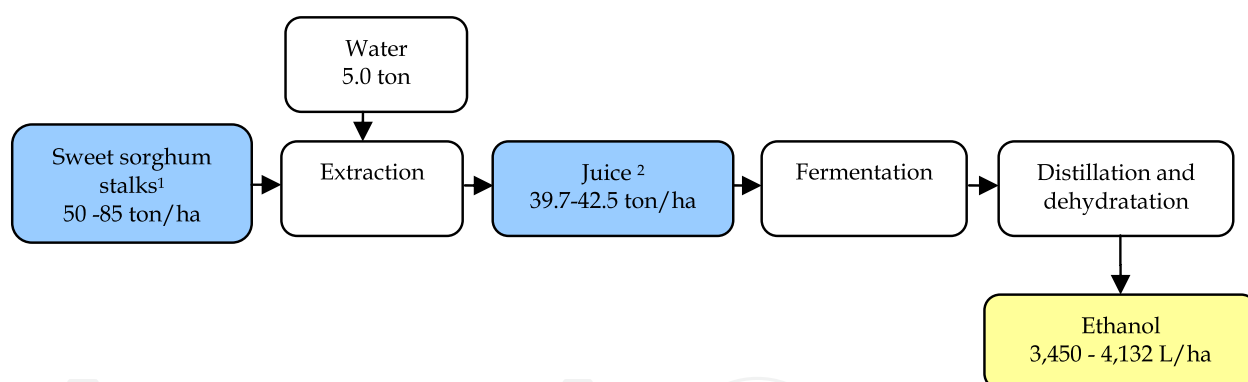 Water
5.0 ton
Sweet sorghum
stalks¹
50 -85 ton/ha
Extraction
Juice ²
39.7-42.5 ton/ha
Fermentation
Distillation and
dehydratation
Ethanol
3,450 - 4,132 L/ha